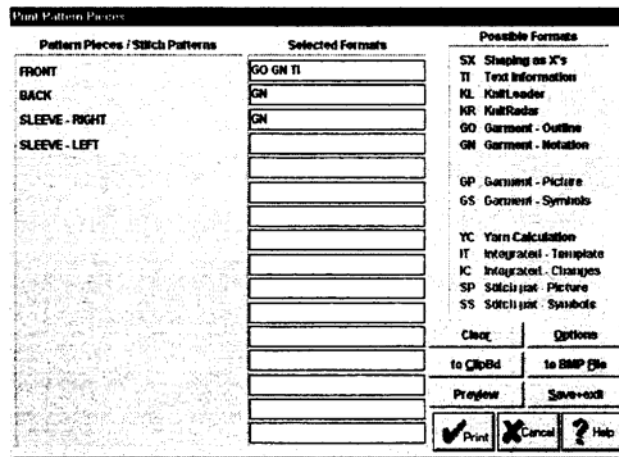 Print Pattern Pieces
Pattern Pieces / Stitch Patterns
Selected Formats
Possible Formats
FRONT
GO GN TI
BACK
GN
SLEEVE - RIGHT
GN
SLEEVE - LEFT
SX Shaping as X's
TI Text Information
KL KnitLeader
KR KnitRadar
GO Garment - Outline
GN Garment - Notation
GP Garment - Picture
GS Garment - Symbols
YC Yarn Calculation
IT Integrated - Template
IC Integrated - Changes
SP Stitch pat - Picture
SS Stitch pat - Symbols
Clear
Options
to ClipBd
to BMP File
Preview
Save+exit
Print
Cancel
Help